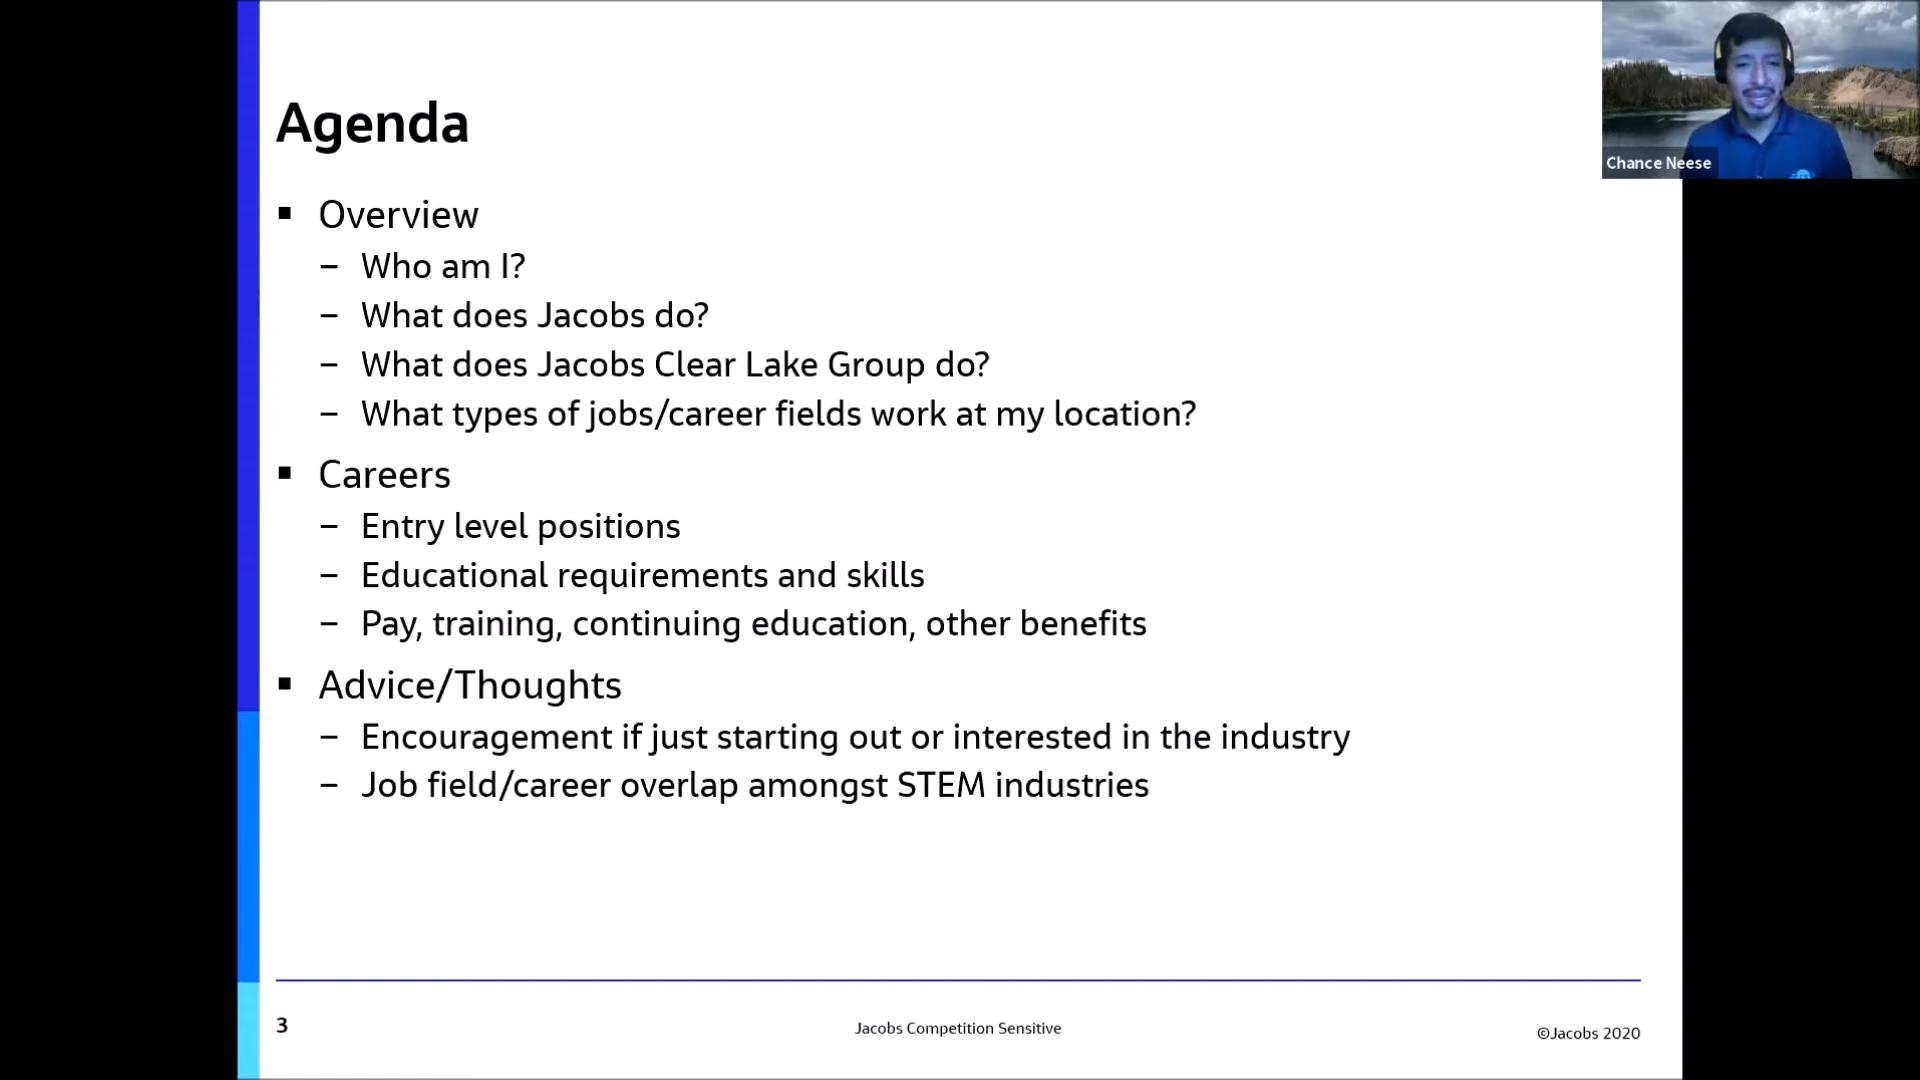 Agenda
Chance Neese
▪ Overview
– Who am I?
– What does Jacobs do?
– What does Jacobs Clear Lake Group do?
– What types of jobs/career fields work at my location?
▪ Careers
– Entry level positions
– Educational requirements and skills
– Pay, training, continuing education, other benefits
▪ Advice/Thoughts
– Encouragement if just starting out or interested in the industry
– Job field/career overlap amongst STEM industries
3
Jacobs Competition Sensitive
©Jacobs 2020